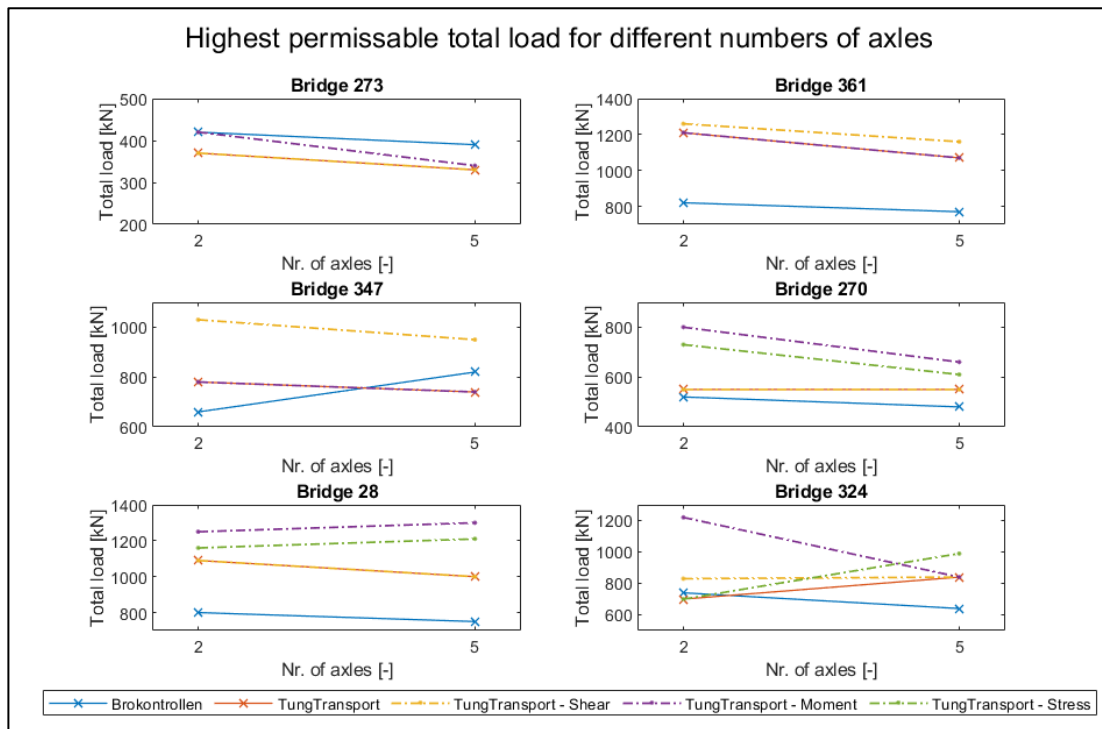 Highest permissable total load for different numbers of axles
Bridge 273
Total load [kN]
500
400
300
200
2
5
Nr. of axles [-]
Bridge 361
Total load [kN]
1400
1200
1000
800
2
5
Nr. of axles [-]
Bridge 347
Total load [kN]
1000
800
600
2
5
Nr. of axles [-]
Bridge 270
Total load [kN]
800
600
400
2
5
Nr. of axles [-]
Bridge 28
Total load [kN]
1400
1200
1000
800
2
5
Nr. of axles [-]
Bridge 324
Total load [kN]
1200
1000
800
600
2
5
Nr. of axles [-]
Brokontrollen TungTransport TungTransport - Shear TungTransport - Moment TungTransport - Stress